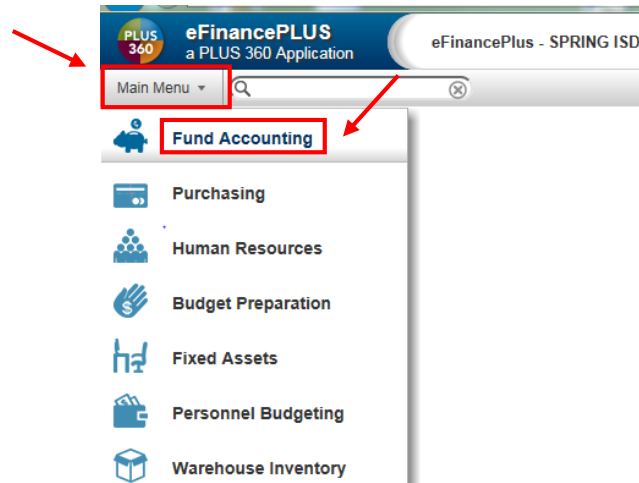 PLUS
360
eFinancePLUS
a PLUS 360 Application
eFinancePlus - SPRING ISD
Main Menu
Fund Accounting
Purchasing
Human Resources
Budget Preparation
Fixed Assets
Personnel Budgeting
Warehouse Inventory